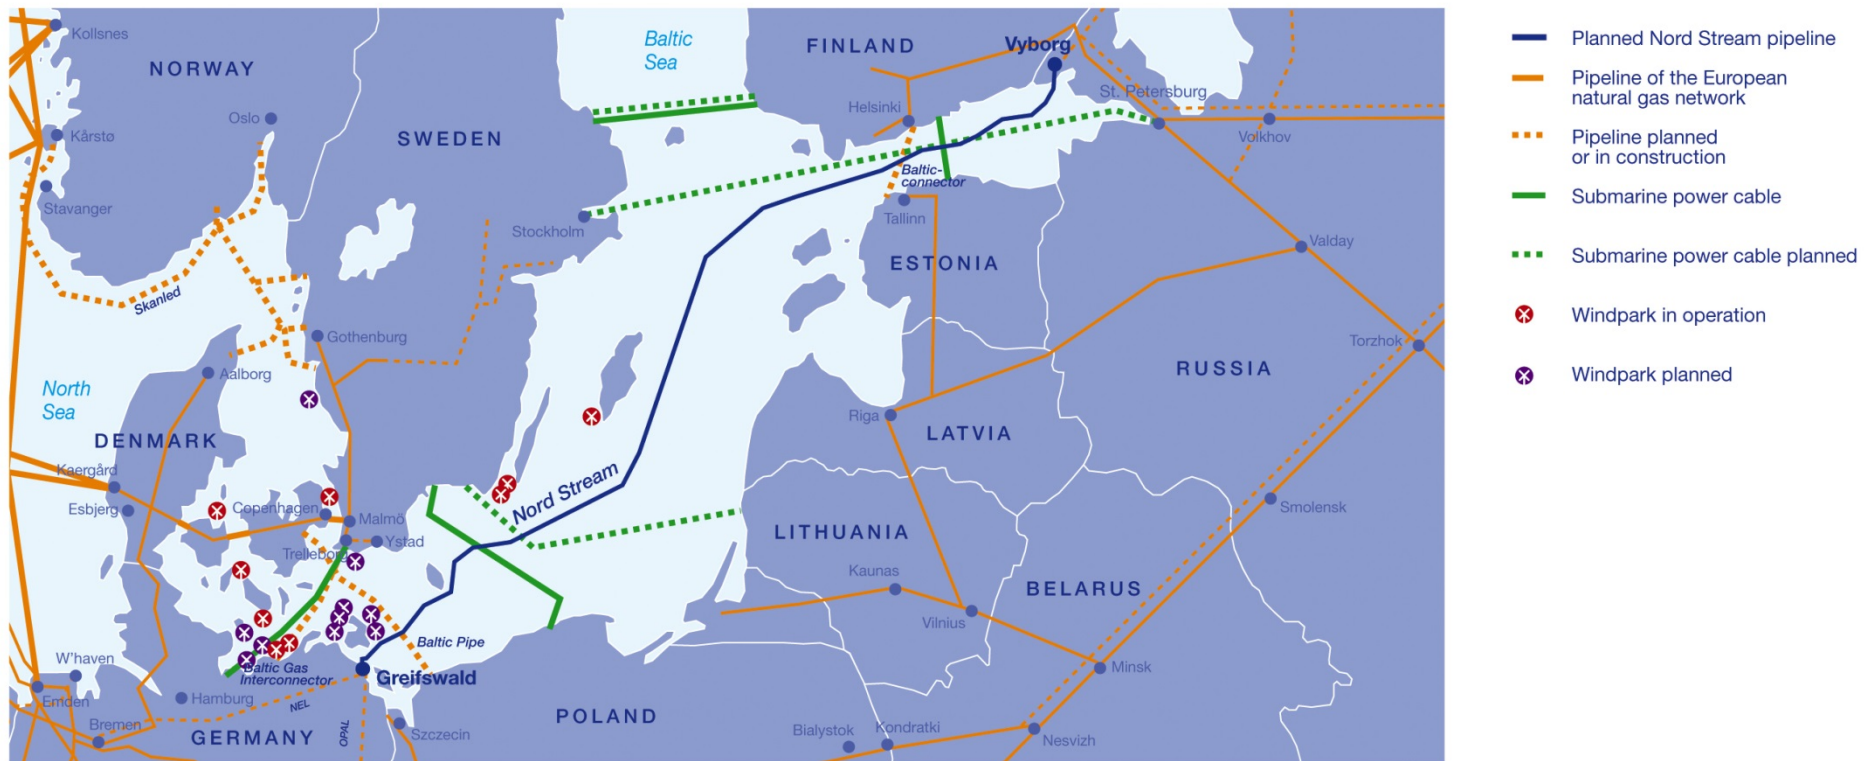 Kollsnes
NORWAY
Baltic
Sea
FINLAND
Vyborg
Oslo
Helsinki
St. Petersburg
Kårstø
SWEDEN
Volkhov
Baltic-
connector
Stavanger
Tallinn
Stockholm
Valday
ESTONIA
Skanled
Gothenburg
Torzhok
Aalborg
RUSSIA
North
Sea
Riga
LATVIA
DENMARK
Kaergård
Nord Stream
Esbjerg
Copenhagen
Malmö
Smolensk
LITHUANIA
Trelleborg
Ystad
Kaunas
BELARUS
Vilnius
Baltic Pipe
W'haven
Baltic Gas
Interconnector
Greifswald
Minsk
Emden
Hamburg
NEL
POLAND
Bremen
GERMANY
OPAL
Szczecin
Bialystok
Kondratki
Nesvizh
Planned Nord Stream pipeline
Pipeline of the European
natural gas network
Pipeline planned
or in construction
Submarine power cable
Submarine power cable planned
Windpark in operation
Windpark planned